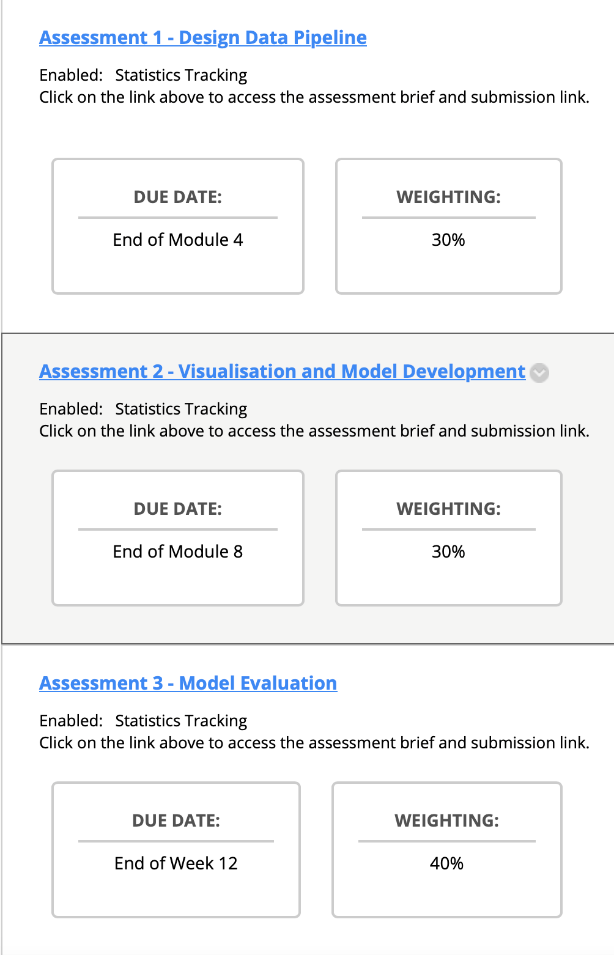 Assessment 1 - Design Data Pipeline
Enabled: Statistics Tracking
Click on the link above to access the assessment brief and submission link.
DUE DATE:
End of Module 4
WEIGHTING:
30%
Assessment 2 - Visualisation and Model Development
Enabled: Statistics Tracking
Click on the link above to access the assessment brief and submission link.
DUE DATE:
End of Module 8
WEIGHTING:
30%
Assessment 3 - Model Evaluation
Enabled: Statistics Tracking
Click on the link above to access the assessment brief and submission link.
DUE DATE:
End of Week 12
WEIGHTING:
40%